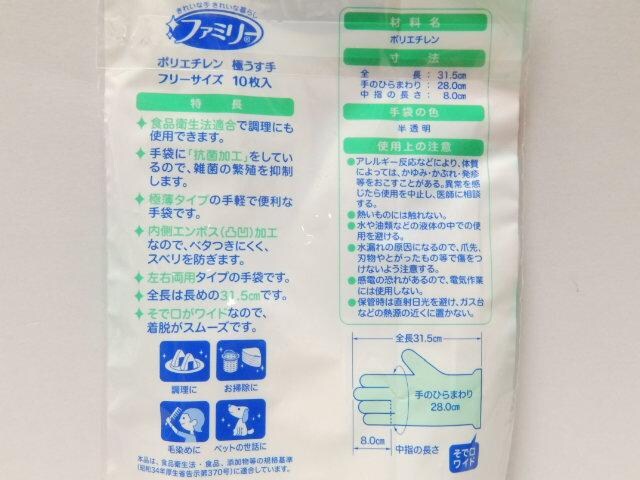 きれいな手 きれいな暮らし
ファミリー®
ポリエチレン 極うす手
フリーサイズ 10枚入
特長
食品衛生法適合で調理にも
使用できます。
手袋に「抗菌加工」をしてい
るので、雑菌の繁殖を抑制
します。
極薄タイプの手軽で便利な
手袋です。
内側エンボス(凸凹)加工
なので、ベタつきにくく、
スベリを防ぎます。
左右両用タイプの手袋です。
全長は長めの31.5cmです。
そで口がワイドなので、
着脱がスムーズです。
調理に
お掃除に
毛染めに
ペットの世話に
本品は、食品衛生法・食品、添加物等の規格基準
(昭和34年厚生省告示第370号)に適合しています。
材料名
ポリエチレン
寸法
全長:31.5cm
手のひらまわり:28.0cm
中指の長さ:8.0cm
手袋の色
半透明
使用上の注意
●アレルギー反応などにより、体質
によっては、かゆみ・かぶれ・発疹
等をおこすことがある。異常を感
じたら使用を中止し、医師に相談
する。
●熱いものには触れない。
●水や油類などの液体の中での使
用を避ける。
●水漏れの原因になるので、爪先、
刃物やとがったもの等で傷をつ
けないよう注意する。
●感電の恐れがあるので、電気作業
には使用しない。
●保管時は直射日光を避け、ガス台
などの熱源の近くに置かない。
全長31.5cm
手のひらまわり
28.0cm
8.0cm
中指の長さ
そで口
ワイド